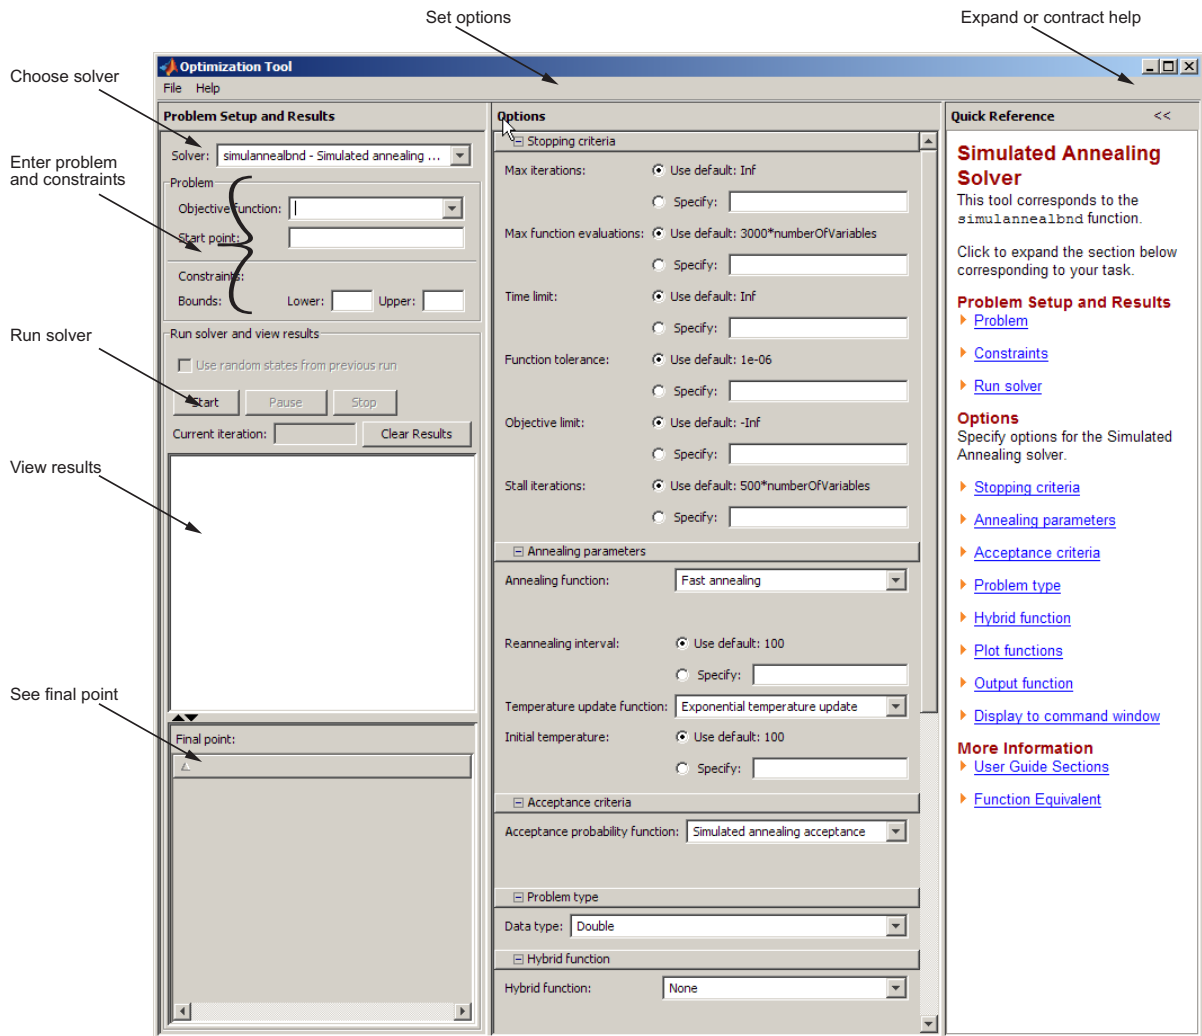 Set options
Expand or contract help
Choose solver
Enter problem
and constraints
Run solver
View results
See final point
Optimization Tool
File Help
Problem Setup and Results
Solver: simulannealbnd - Simulated annealing ...
Problem
Objective function:
Start point:
Constraints:
Bounds: Lower: Upper:
Run solver and view results
Use random states from previous run
Start Pause Stop
Current iteration: Clear Results
Final point:
Options
Stopping criteria
Max iterations: Use default: Inf
Specify:
Max function evaluations: Use default: 3000*numberOfVariables
Specify:
Time limit: Use default: Inf
Specify:
Function tolerance: Use default: 1e-06
Specify:
Objective limit: Use default: -Inf
Specify:
Stall iterations: Use default: 500*numberOfVariables
Specify:
Annealing parameters
Annealing function: Fast annealing
Reannealing interval: Use default: 100
Specify:
Temperature update function: Exponential temperature update
Initial temperature: Use default: 100
Specify:
Acceptance criteria
Acceptance probability function: Simulated annealing acceptance
Problem type
Data type: Double
Hybrid function
Hybrid function: None
Quick Reference <<
Simulated Annealing
Solver
This tool corresponds to the
simulannealbnd function.
Click to expand the section below
corresponding to your task.
Problem Setup and Results
Problem
Constraints
Run solver
Options
Specify options for the Simulated
Annealing solver.
Stopping criteria
Annealing parameters
Acceptance criteria
Problem type
Hybrid function
Plot functions
Output function
Display to command window
More Information
User Guide Sections
Function Equivalent